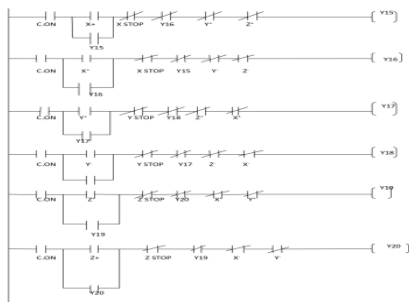 Y15
C.ON X+ X STOP Y16 Y" Z"
Y15
Y16
C.ON X" X STOP Y15 Y' Z'
Y16
Y17
C.ON Y" Y STOP Y18 Z" X"
Y17
Y18
C.ON Y' Y STOP Y17 Z' X'
Y19
C.ON Z Z STOP Y20 X Y
Y19
Y20
C.ON Z+ Z STOP Y19 X' Y'
Y20